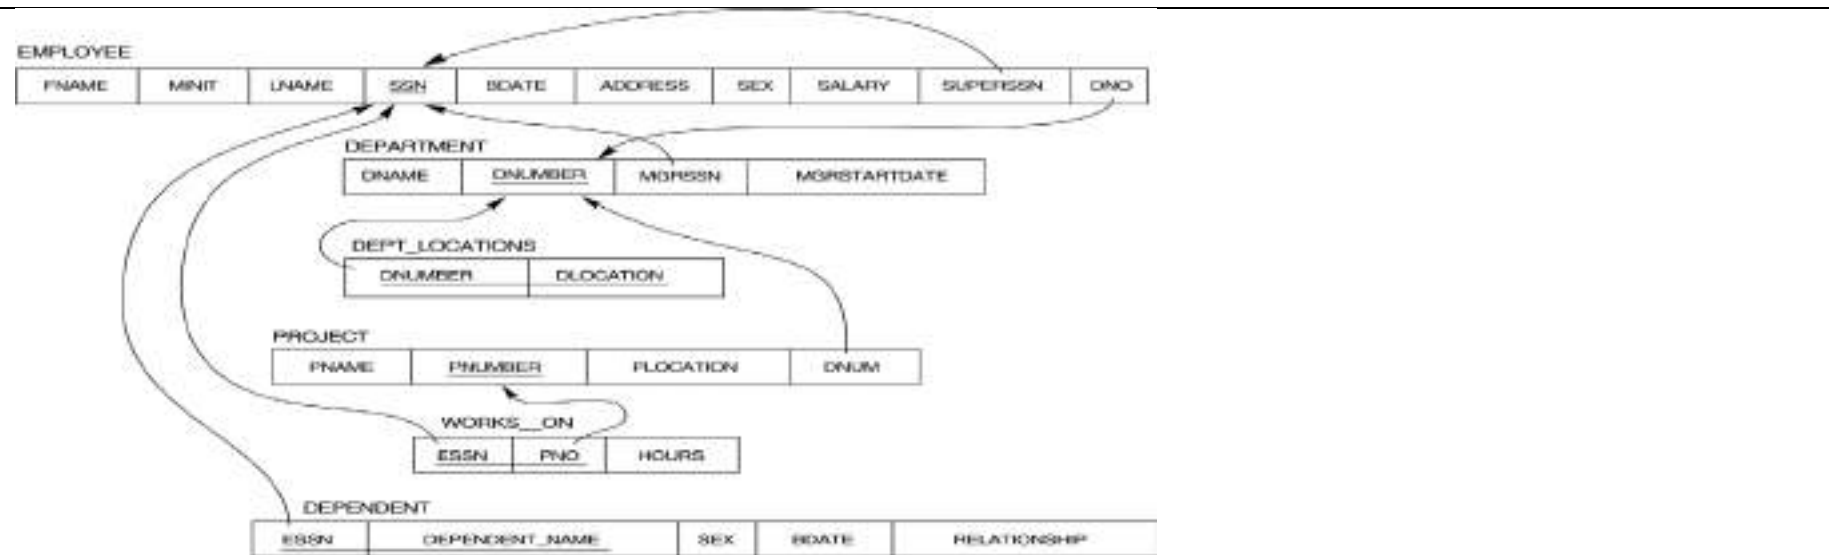 EMPLOYEE
FNAME MINIT LNAME SSN BDATE ADDRESS SEX SALARY SUPERSSN DNO
DEPARTMENT
DNAME DNUMBER MGRSSN MGRSTARTDATE
DEPT_LOCATIONS
DNUMBER DLOCATION
PROJECT
PNAME PNUMBER PLOCATION DNUM
WORKS_ON
ESSN PNO HOURS
DEPENDENT
ESSN DEPENDENT_NAME SEX BDATE RELATIONSHIP